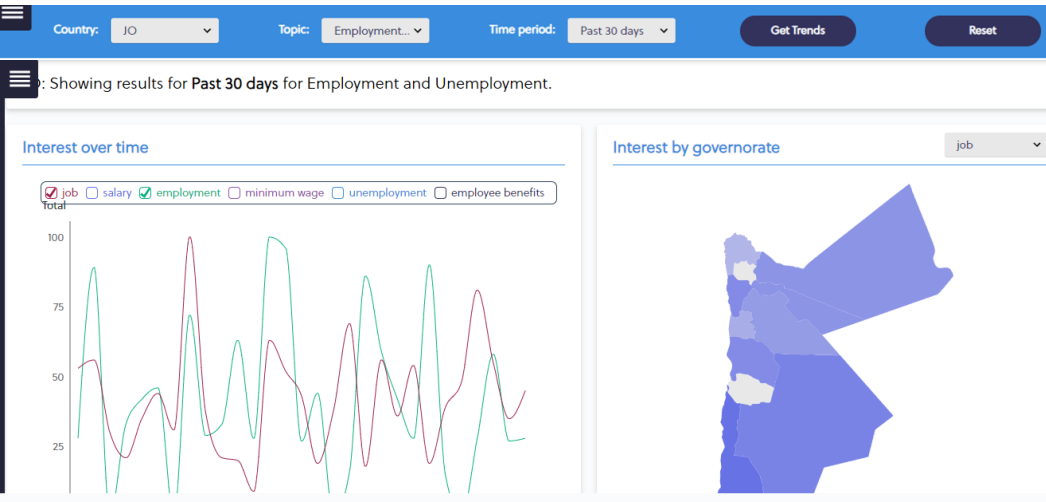 Country: JO Topic: Employment... Time period: Past 30 days Get Trends Reset
: Showing results for Past 30 days for Employment and Unemployment.
Interest over time
job salary employment minimum wage unemployment employee benefits
Total
100
75
50
25
Interest by governorate job